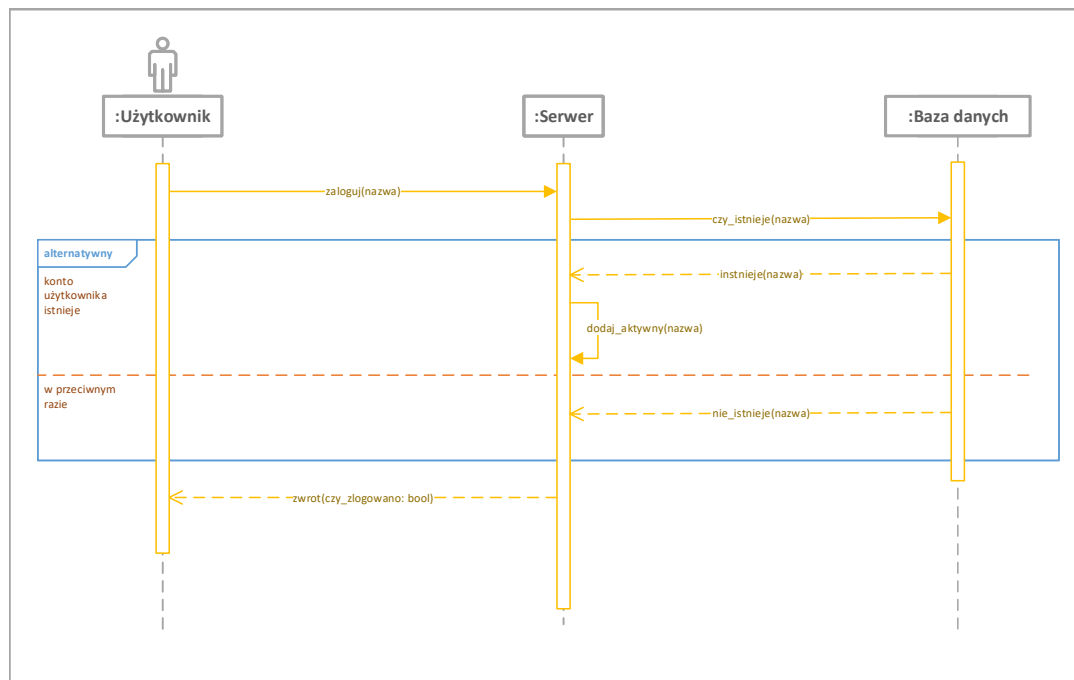 :Użytkownik
:Serwer
:Baza danych
zaloguj(nazwa)
czy_istnieje(nazwa)
alternatywny
konto
użytkownika
istnieje
instnieje(nazwa)
dodaj_aktywny(nazwa)
w przeciwnym
razie
nie_istnieje(nazwa)
zwrot(czy_zlogowano: bool)